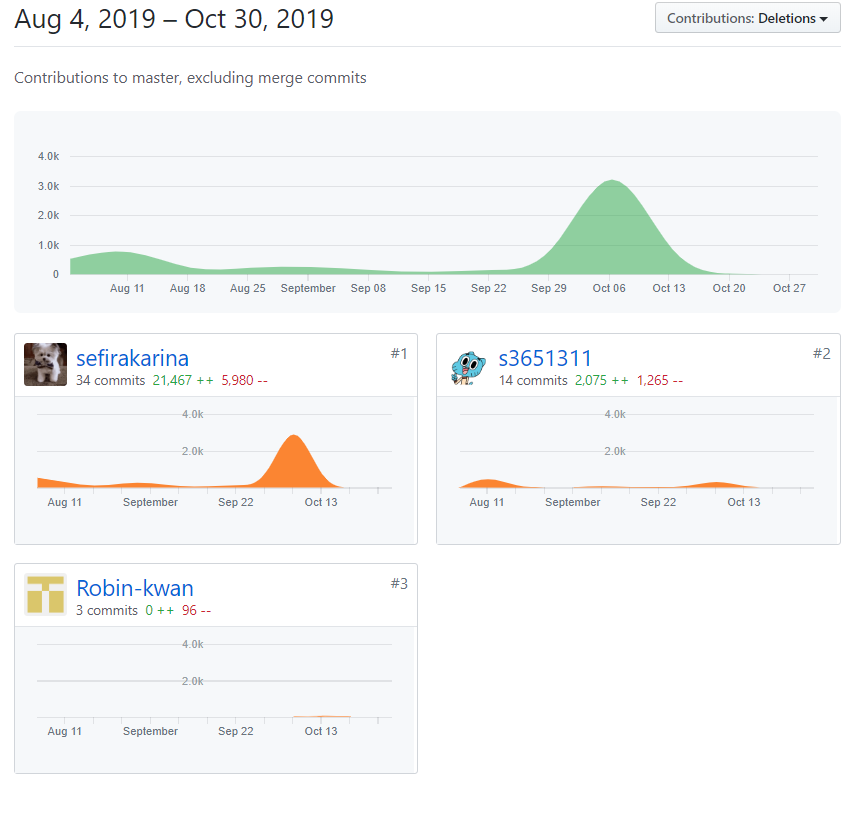 Aug 4, 2019 – Oct 30, 2019
Contributions: Deletions
Contributions to master, excluding merge commits
4.0k
3.0k
2.0k
1.0k
0
Aug 11 Aug 18 Aug 25 September Sep 08 Sep 15 Sep 22 Sep 29 Oct 06 Oct 13 Oct 20 Oct 27
sefirakarina #1
34 commits 21,467 ++ 5,980 --
4.0k
2.0k
Aug 11 September Sep 22 Oct 13
s3651311 #2
14 commits 2,075 ++ 1,265 --
4.0k
2.0k
Aug 11 September Sep 22 Oct 13
Robin-kwan #3
3 commits 0 ++ 96 --
4.0k
2.0k
Aug 11 September Sep 22 Oct 13